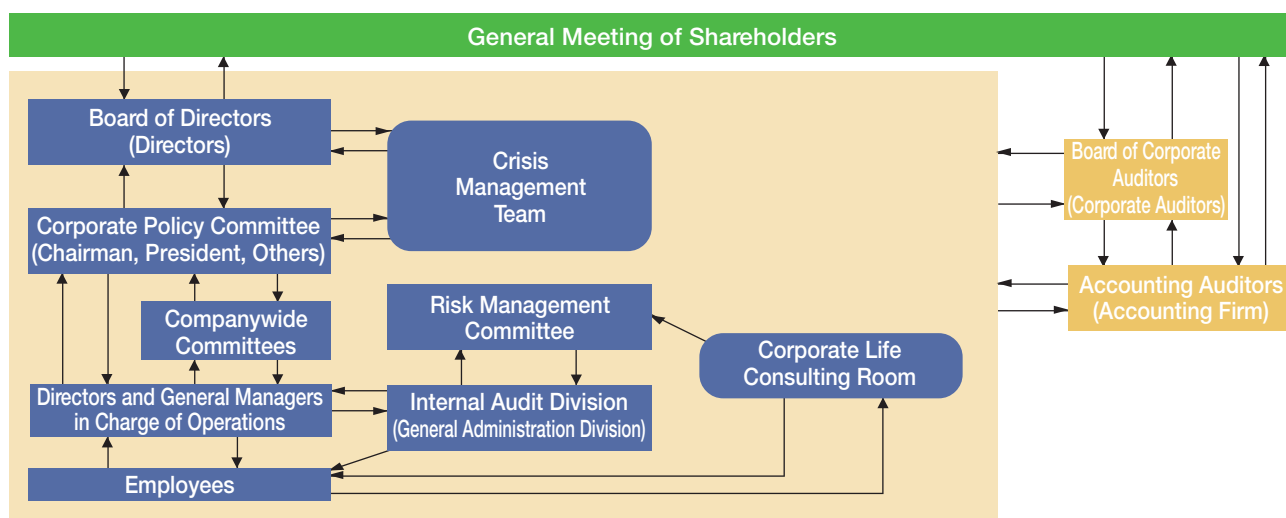 General Meeting of Shareholders
Board of Directors
(Directors)
Crisis
Management
Team
Board of Corporate
Auditors
(Corporate Auditors)
Corporate Policy Committee
(Chairman, President, Others)
Accounting Auditors
(Accounting Firm)
Companywide
Committees
Risk Management
Committee
Corporate Life
Consulting Room
Directors and General Managers
in Charge of Operations
Internal Audit Division
(General Administration Division)
Employees